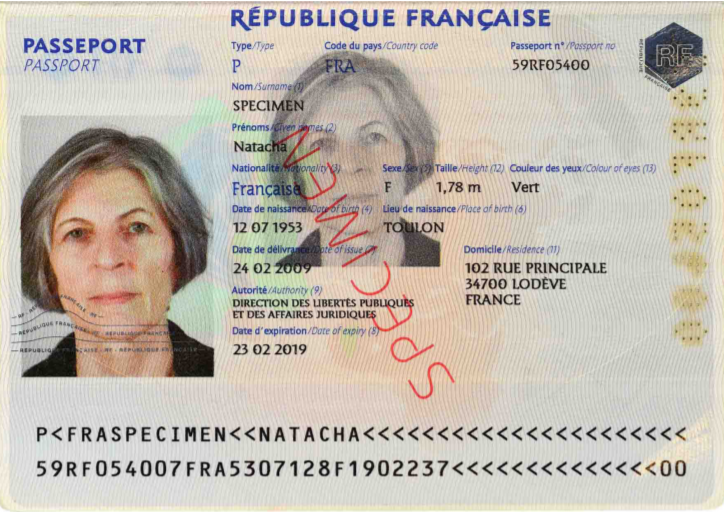 RÉPUBLIQUE FRANÇAISE
PASSEPORT
PASSPORT
Type/Type Code du pays/Country code Passeport n°/Passport no
P FRA 59RF05400
RF
Nom/Surname (1)
SPECIMEN
Prénoms/Given names (2)
Natacha
Nationalité/Nationality (3) Sexe/Sex (5) Taille/Height (12) Couleur des yeux/Colour of eyes (13)
Française F 1,78 m Vert
Date de naissance/Date of birth (4) Lieu de naissance/Place of birth (6)
12 07 1953 TOULON
Date de délivrance/Date of issue (7) Domicile/Residence (11)
24 02 2009 102 RUE PRINCIPALE
34700 LODÈVE
FRANCE
Autorité/Authority (9)
DIRECTION DES LIBERTÉS PUBLIQUES
ET DES AFFAIRES JURIDIQUES
Date d'expiration/Date of expiry (8)
23 02 2019
SPECIMEN
P<FRASPECIMEN<<NATACHA<<<<<<<<<<<<<<<<<<<<<<
59RF054007FRA5307128F1902237<<<<<<<<<<<<<<00